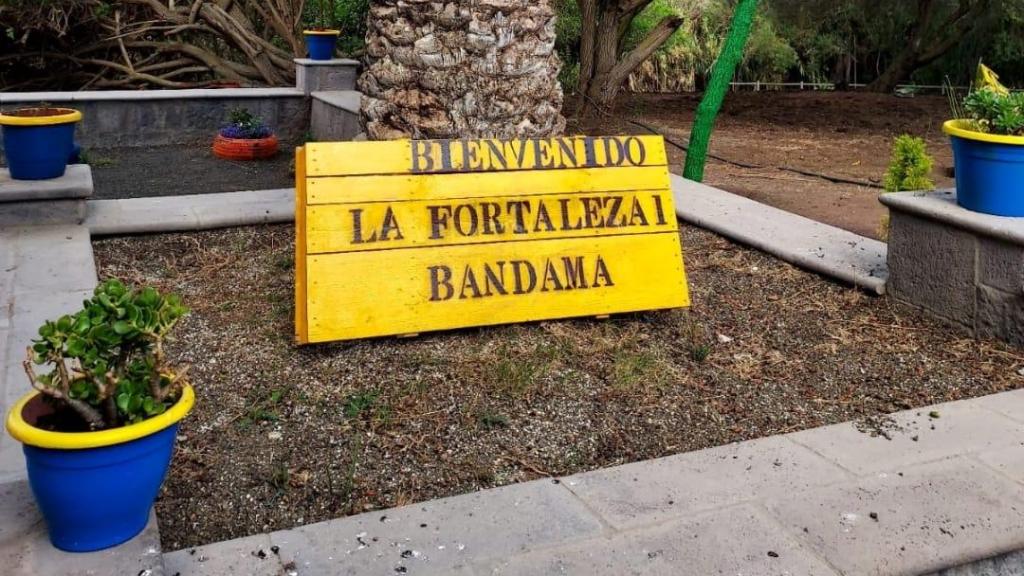 BIENVENIDO
LA FORTALEZA 1
BANDAMA